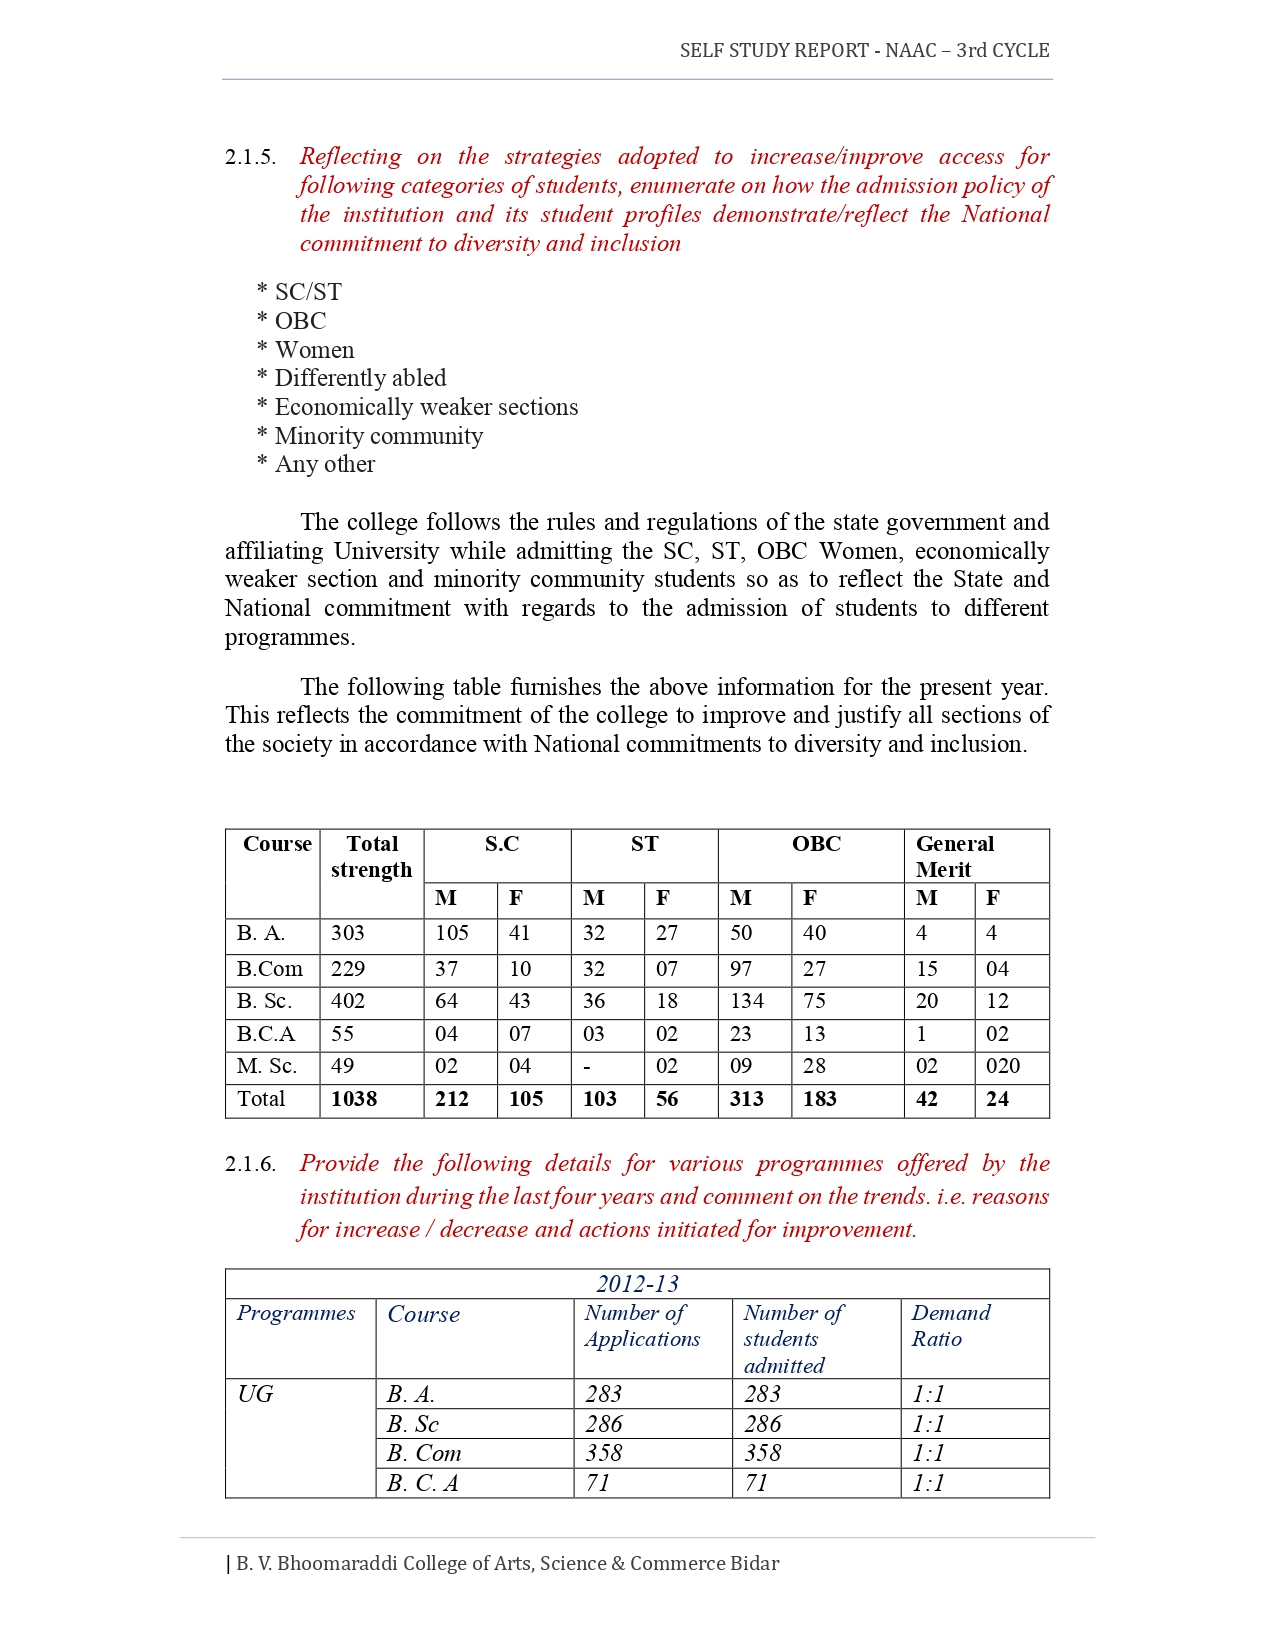 SELF STUDY REPORT - NAAC – 3rd CYCLE
2.1.5. Reflecting on the strategies adopted to increase/improve access for
following categories of students, enumerate on how the admission policy of
the institution and its student profiles demonstrate/reflect the National
commitment to diversity and inclusion
* SC/ST
* OBC
* Women
* Differently abled
* Economically weaker sections
* Minority community
* Any other
The college follows the rules and regulations of the state government and
affiliating University while admitting the SC, ST, OBC Women, economically
weaker section and minority community students so as to reflect the State and
National commitment with regards to the admission of students to different
programmes.
The following table furnishes the above information for the present year.
This reflects the commitment of the college to improve and justify all sections of
the society in accordance with National commitments to diversity and inclusion.
Course Total S.C ST OBC General
strength Merit
M F M F M F M F
B. A. 303 105 41 32 27 50 40 4 4
B.Com 229 37 10 32 07 97 27 15 04
B. Sc. 402 64 43 36 18 134 75 20 12
B.C.A 55 04 07 03 02 23 13 1 02
M. Sc. 49 02 04 - 02 09 28 02 020
Total 1038 212 105 103 56 313 183 42 24
2.1.6. Provide the following details for various programmes offered by the
institution during the last four years and comment on the trends. i.e. reasons
for increase / decrease and actions initiated for improvement.
2012-13
Programmes Course Number of Number of Demand
Applications students Ratio
admitted
UG B. A. 283 283 1:1
B. Sc 286 286 1:1
B. Com 358 358 1:1
B. C. A 71 71 1:1
| B. V. Bhoomaraddi College of Arts, Science & Commerce Bidar